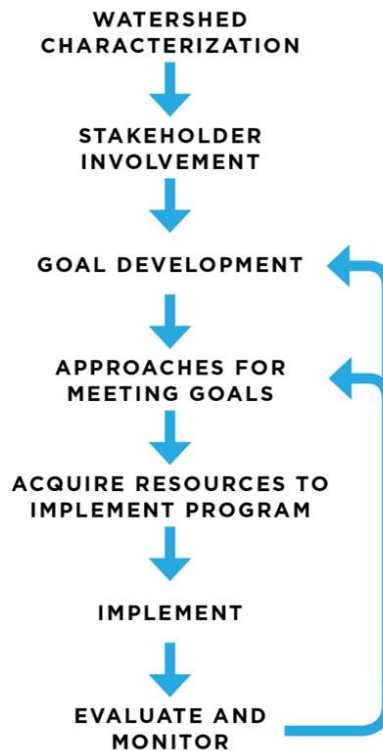 WATERSHED
CHARACTERIZATION
STAKEHOLDER
INVOLVEMENT
GOAL DEVELOPMENT
APPROACHES FOR
MEETING GOALS
ACQUIRE RESOURCES TO
IMPLEMENT PROGRAM
IMPLEMENT
EVALUATE AND
MONITOR